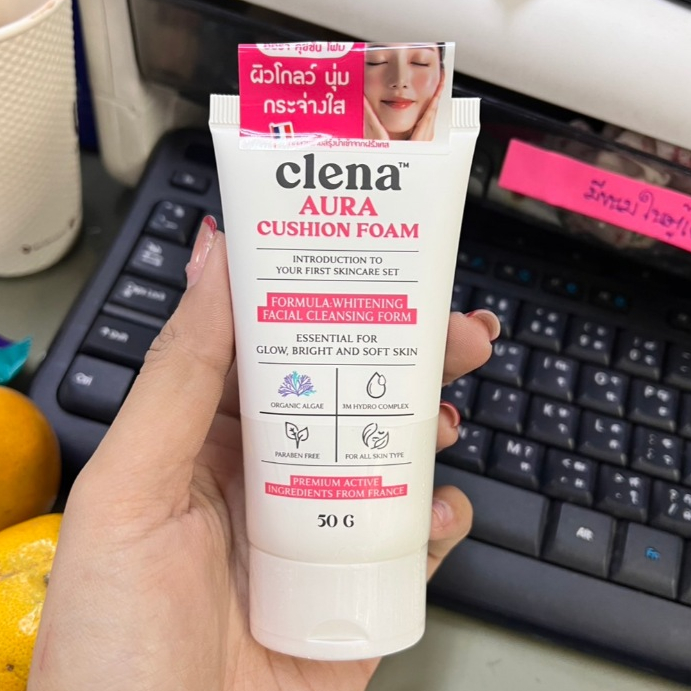 ผิวโกลว์ นุ่ม
กระจ่างใส
clena™
AURA
CUSHION FOAM
INTRODUCTION TO
YOUR FIRST SKINCARE SET
FORMULA:WHITENING
FACIAL CLEANSING FORM
ESSENTIAL FOR
GLOW, BRIGHT AND SOFT SKIN
ORGANIC ALGAE
3M HYDRO COMPLEX
PARABEN FREE
FOR ALL SKIN TYPE
PREMIUM ACTIVE
INGREDIENTS FROM FRANCE
50 G